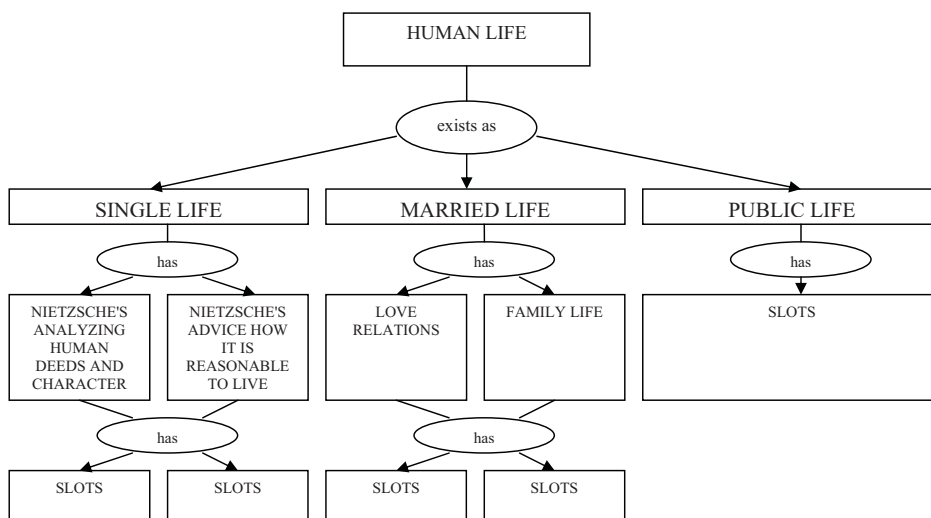 HUMAN LIFE
exists as
SINGLE LIFE
MARRIED LIFE
PUBLIC LIFE
has
has
has
NIETZSCHE'S
ANALYZING
HUMAN
DEEDS AND
CHARACTER
NIETZSCHE'S
ADVICE HOW
IT IS
REASONABLE
TO LIVE
LOVE
RELATIONS
FAMILY LIFE
SLOTS
has
has
SLOTS
SLOTS
SLOTS
SLOTS